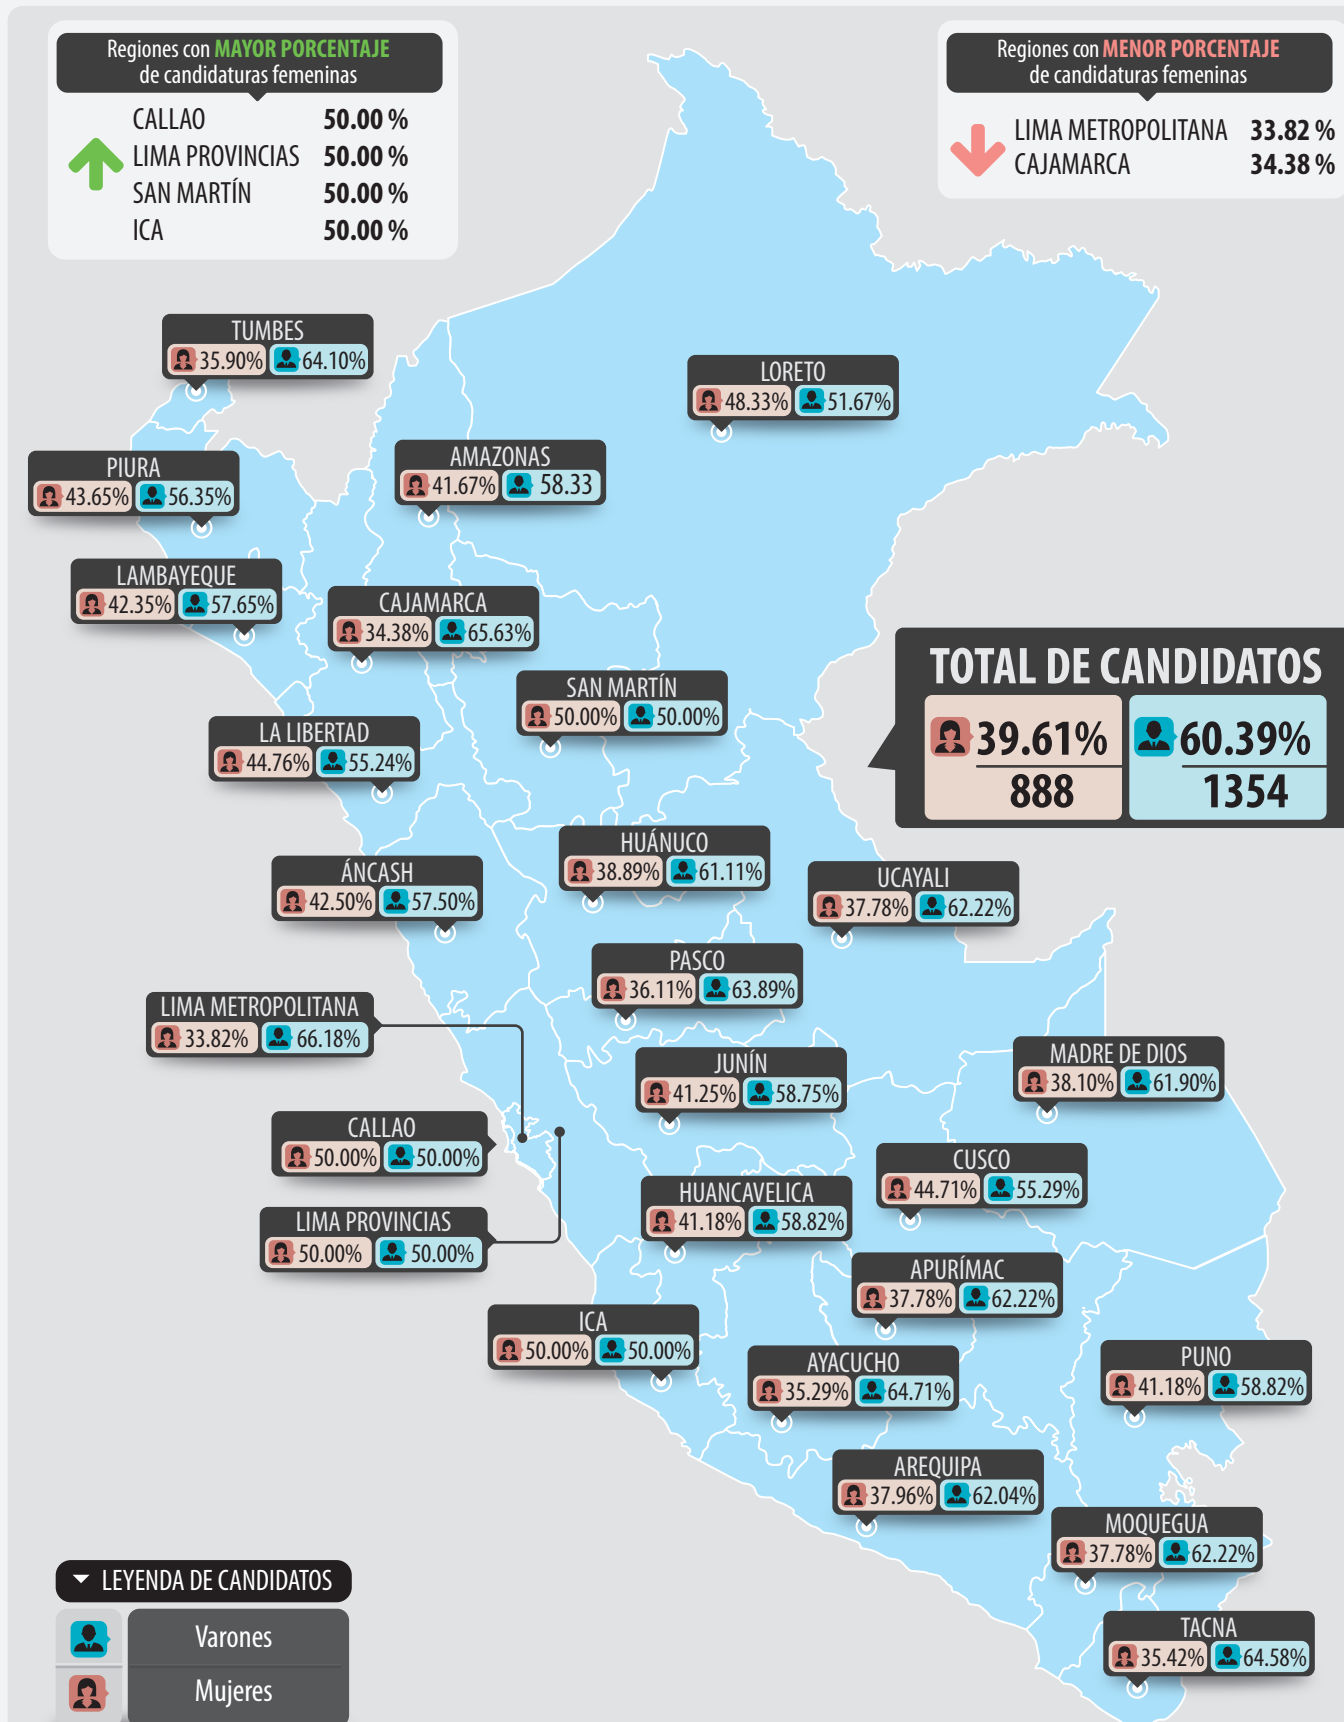 Regiones con MAYOR PORCENTAJE
de candidaturas femeninas
CALLAO 50.00 %
LIMA PROVINCIAS 50.00 %
SAN MARTÍN 50.00 %
ICA 50.00 %
Regiones con MENOR PORCENTAJE
de candidaturas femeninas
LIMA METROPOLITANA 33.82 %
CAJAMARCA 34.38 %
TUMBES
35.90% 64.10%
LORETO
48.33% 51.67%
PIURA
43.65% 56.35%
AMAZONAS
41.67% 58.33
LAMBAYEQUE
42.35% 57.65%
CAJAMARCA
34.38% 65.63%
TOTAL DE CANDIDATOS
39.61% 60.39%
888 1354
SAN MARTÍN
50.00% 50.00%
LA LIBERTAD
44.76% 55.24%
HUÁNUCO
38.89% 61.11%
ÁNCASH
42.50% 57.50%
UCAYALI
37.78% 62.22%
PASCO
36.11% 63.89%
LIMA METROPOLITANA
33.82% 66.18%
JUNÍN
41.25% 58.75%
MADRE DE DIOS
38.10% 61.90%
CALLAO
50.00% 50.00%
CUSCO
44.71% 55.29%
HUANCAVELICA
41.18% 58.82%
LIMA PROVINCIAS
50.00% 50.00%
APURÍMAC
37.78% 62.22%
ICA
50.00% 50.00%
AYACUCHO
35.29% 64.71%
PUNO
41.18% 58.82%
AREQUIPA
37.96% 62.04%
MOQUEGUA
37.78% 62.22%
TACNA
35.42% 64.58%
LEYENDA DE CANDIDATOS
Varones
Mujeres